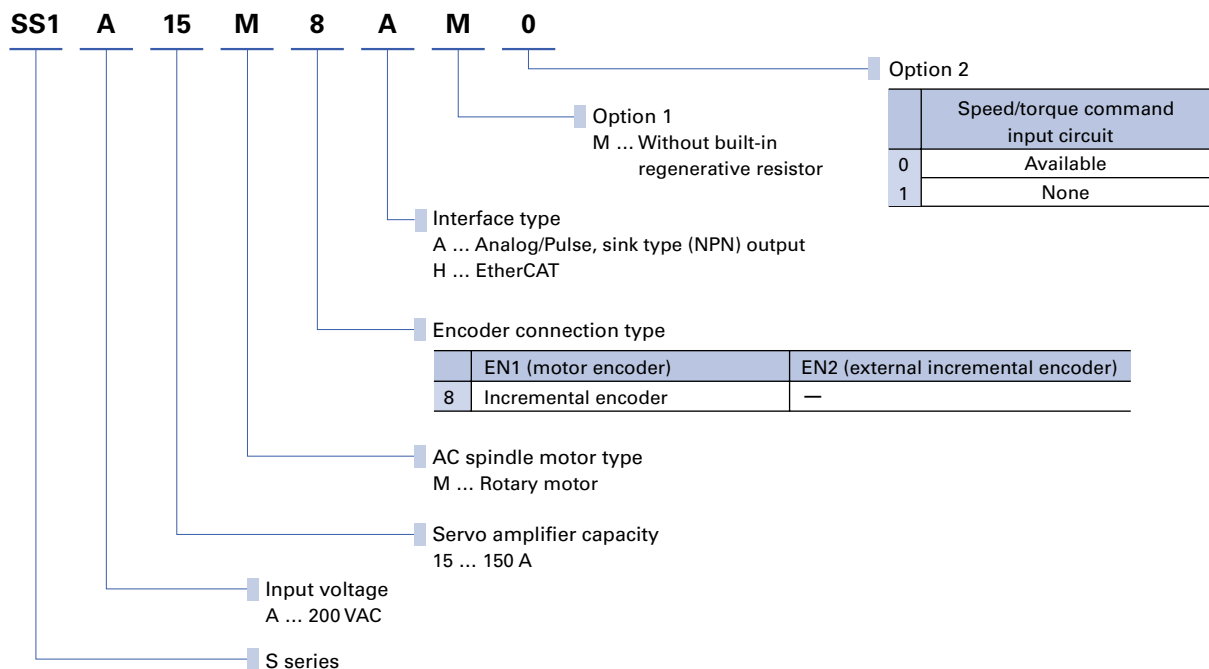 SS1 A 15 M 8 A M 0
Option 2
Speed/torque command
input circuit
0 Available
1 None
Option 1
M ... Without built-in
regenerative resistor
Interface type
A ... Analog/Pulse, sink type (NPN) output
H ... EtherCAT
Encoder connection type
EN1 (motor encoder) EN2 (external incremental encoder)
8 Incremental encoder —
AC spindle motor type
M ... Rotary motor
Servo amplifier capacity
15 ... 150 A
Input voltage
A ... 200 VAC
S series